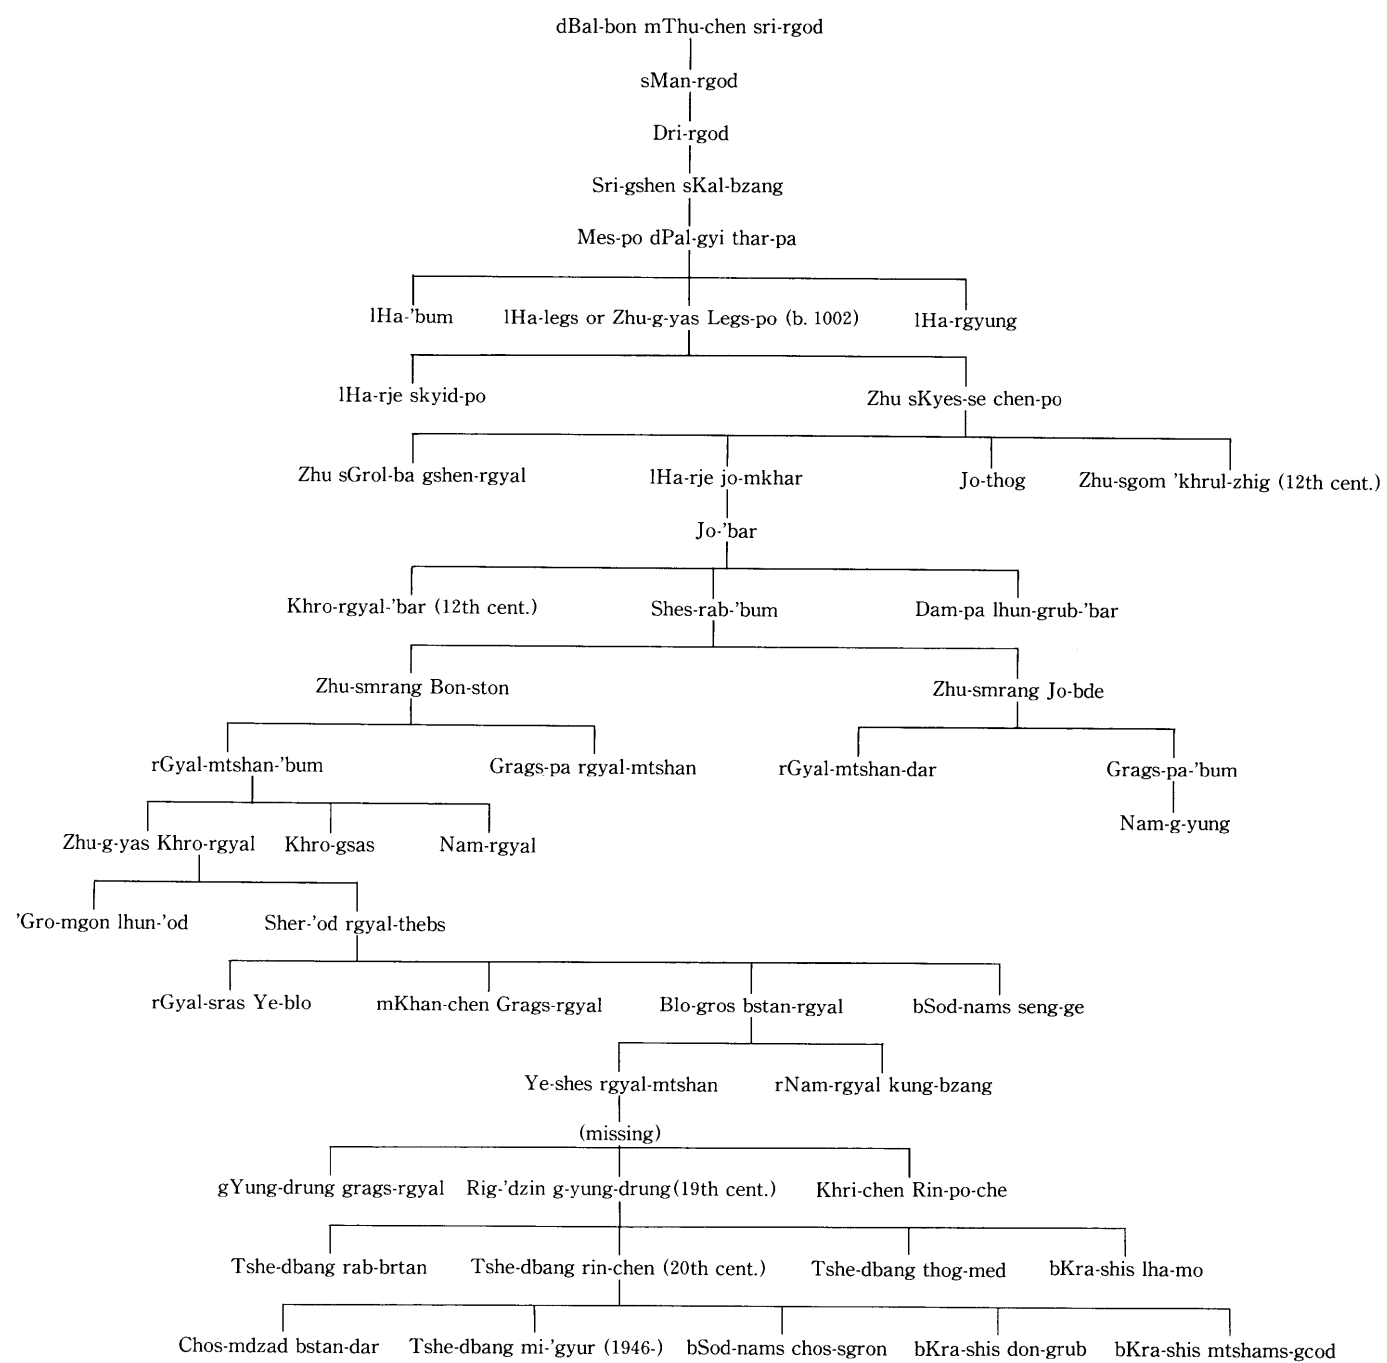 dBal-bon mThu-chen sri-rgod
sMan-rgod
Dri-rgod
Sri-gshen sKal-bzang
Mes-po dPal-gyi thar-pa
lHa-'bum lHa-legs or Zhu-g-yas Legs-po (b. 1002) lHa-rgyung
lHa-rje skyid-po Zhu sKyes-se chen-po
Zhu sGrol-ba gshen-rgyal lHa-rje jo-mkhar Jo-thog Zhu-sgom 'khrul-zhig (12th cent.)
Jo-'bar
Khro-rgyal-'bar (12th cent.) Shes-rab-'bum Dam-pa lhun-grub-'bar
Zhu-smrang Bon-ston Zhu-smrang Jo-bde
rGyal-mtshan-'bum Grags-pa rgyal-mtshan rGyal-mtshan-dar Grags-pa-'bum
Nam-g-yung
Zhu-g-yas Khro-rgyal Khro-gsas Nam-rgyal
'Gro-mgon lhun-'od Sher-'od rgyal-thebs
rGyal-sras Ye-blo mKhan-chen Grags-rgyal Blo-gros bstan-rgyal bSod-nams seng-ge
Ye-shes rgyal-mtshan rNam-rgyal kung-bzang
(missing)
gYung-drung grags-rgyal Rig-'dzin g-yung-drung (19th cent.) Khri-chen Rin-po-che
Tshe-dbang rab-brtan Tshe-dbang rin-chen (20th cent.) Tshe-dbang thog-med bKra-shis lha-mo
Chos-mdzad bstan-dar Tshe-dbang mi-'gyur (1946-) bSod-nams chos-sgron bKra-shis don-grub bKra-shis mtshams-gcod